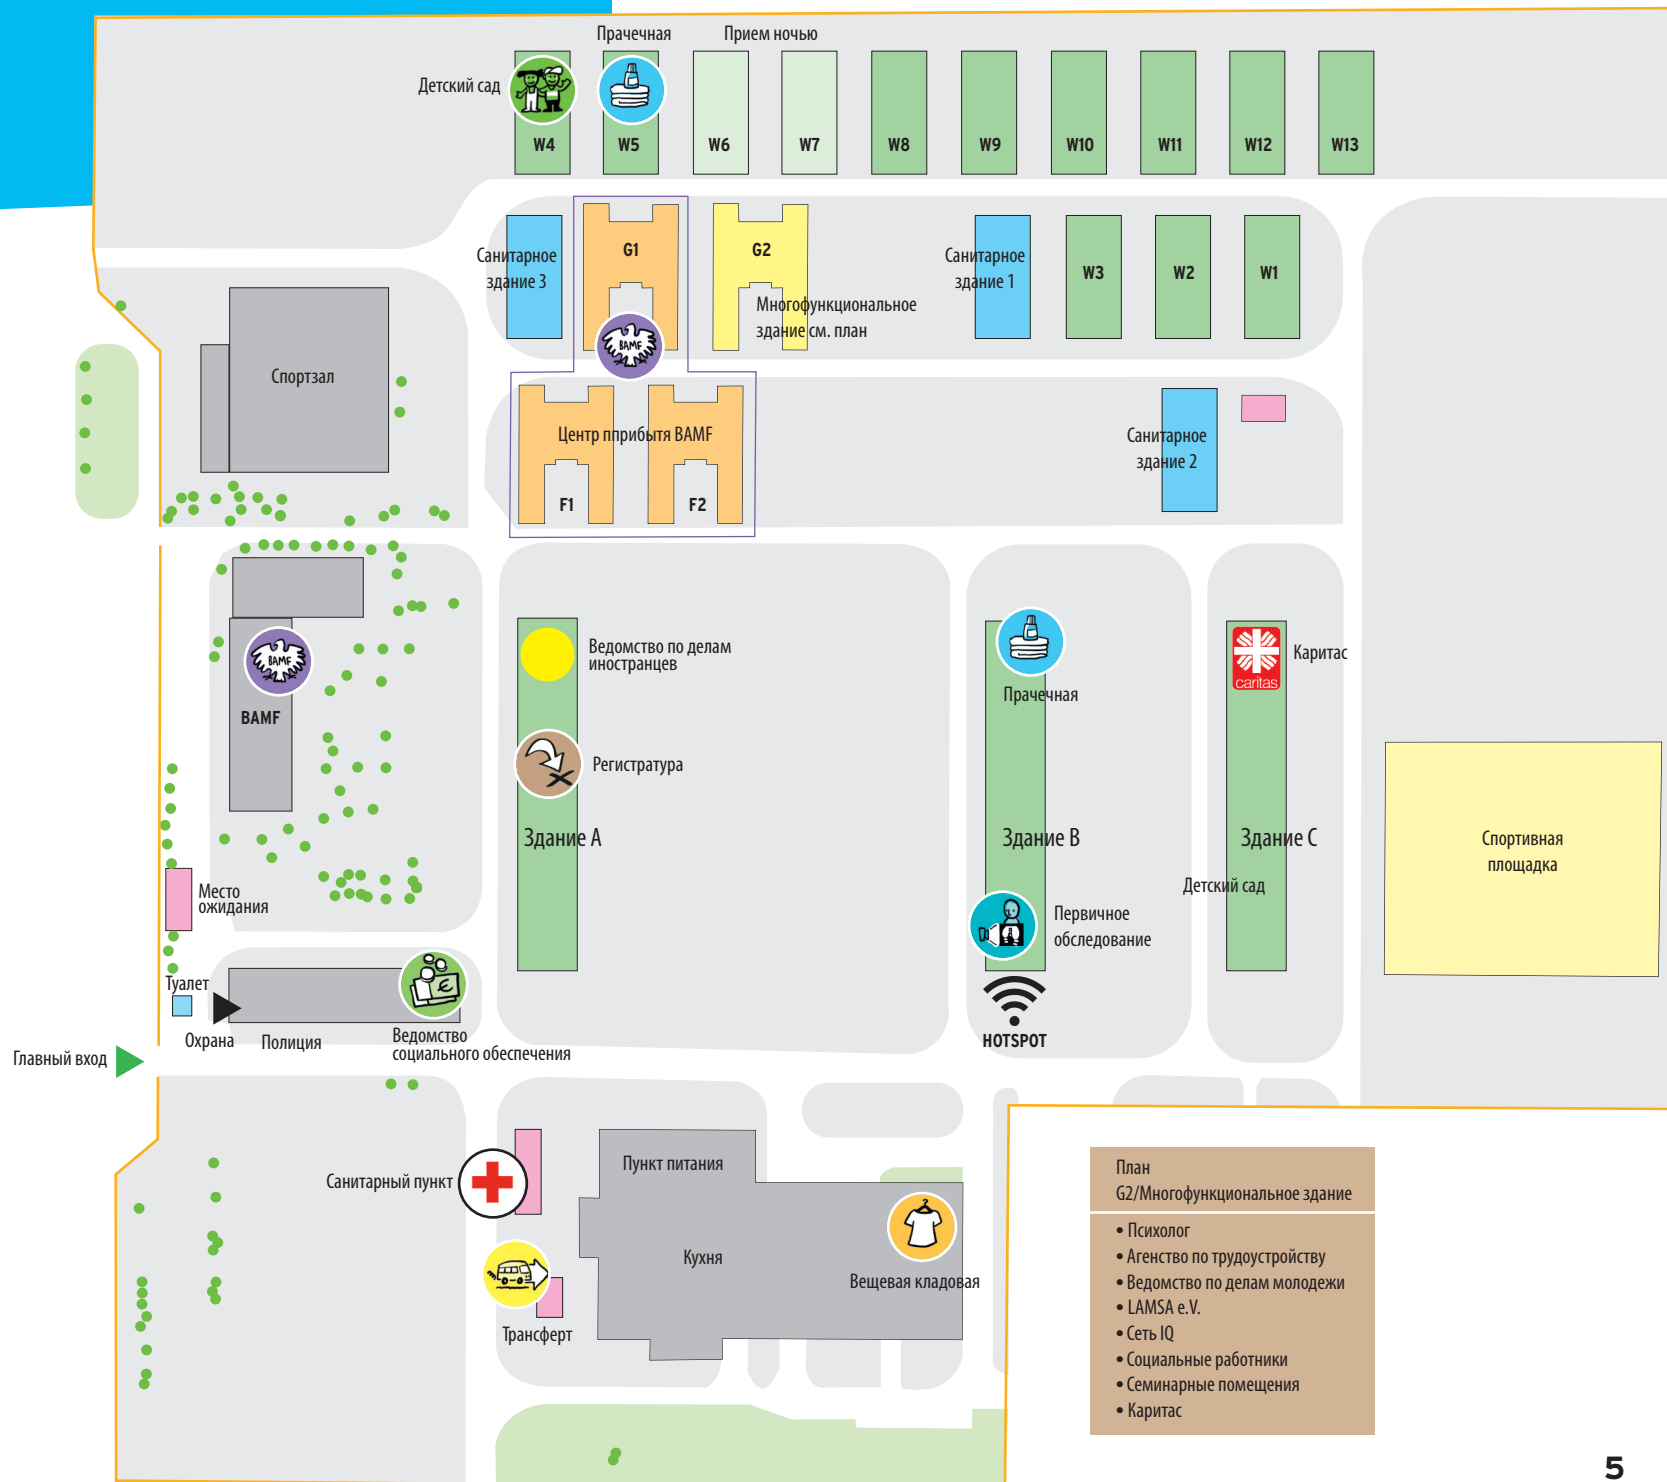 Прачечная
Прием ночью
Детский сад
W4
W5
W6
W7
W8
W9
W10
W11
W12
W13
Санитарное
здание 3
G1
G2
Санитарное
здание 1
W3
W2
W1
Многофункциональное
здание см. план
BAMF
Спортзал
Центр пприбытя BAMF
F1
F2
Санитарное
здание 2
BAMF
BAMF
Ведомство по делам
иностранцев
Регистратура
Здание A
Прачечная
Здание B
Первичное
обследование
HOTSPOT
caritas
Каритас
Здание C
Детский сад
Спортивная
площадка
Место
ожидания
Туалет
Охрана
Полиция
Ведомство
социального обеспечения
Главный вход
Санитарный пункт
Трансферт
Пункт питания
Кухня
Вещевая кладовая
План
G2/Многофункциональное здание
• Психолог
• Агенство по трудоустройству
• Ведомство по делам молодежи
• LAMSA e.V.
• Сеть IQ
• Социальные работники
• Семинарные помещения
• Каритас
5